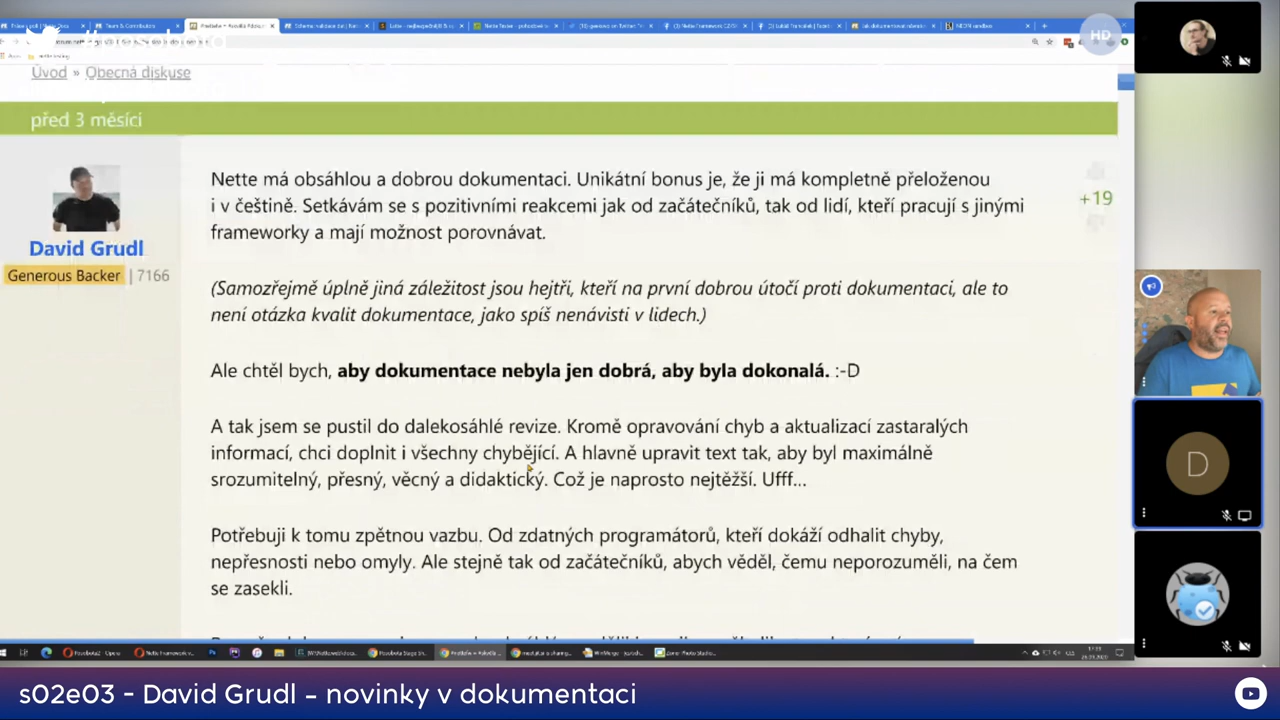 HD
Úvod » Obecná diskuse
před 3 měsíci
David Grudl
Generous Backer | 7166
+19
Nette má obsáhlou a dobrou dokumentaci. Unikátní bonus je, že ji má kompletně přeloženou
i v češtině. Setkávám se s pozitivními reakcemi jak od začátečníků, tak od lidí, kteří pracují s jinými
frameworky a mají možnost porovnávat.
(Samozřejmě úplně jiná záležitost jsou hejtři, kteří na první dobrou útočí proti dokumentaci, ale to
není otázka kvalit dokumentace, jako spíš nenávisti v lidech.)
Ale chtěl bych, aby dokumentace nebyla jen dobrá, aby byla dokonalá. :-D
A tak jsem se pustil do dalekosáhlé revize. Kromě opravování chyb a aktualizací zastaralých
informací, chci doplnit i všechny chybějící. A hlavně upravit text tak, aby byl maximálně
srozumitelný, přesný, věcný a didaktický. Což je naprosto nejtěžší. Ufff...
Potřebuji k tomu zpětnou vazbu. Od zdatných programátorů, kteří dokáží odhalit chyby,
nepřesnosti nebo omyly. Ale stejně tak od začátečníků, abych věděl, čemu neporozuměli, na čem
se zasekli.
D
s02e03 – David Grudl – novinky v dokumentaci